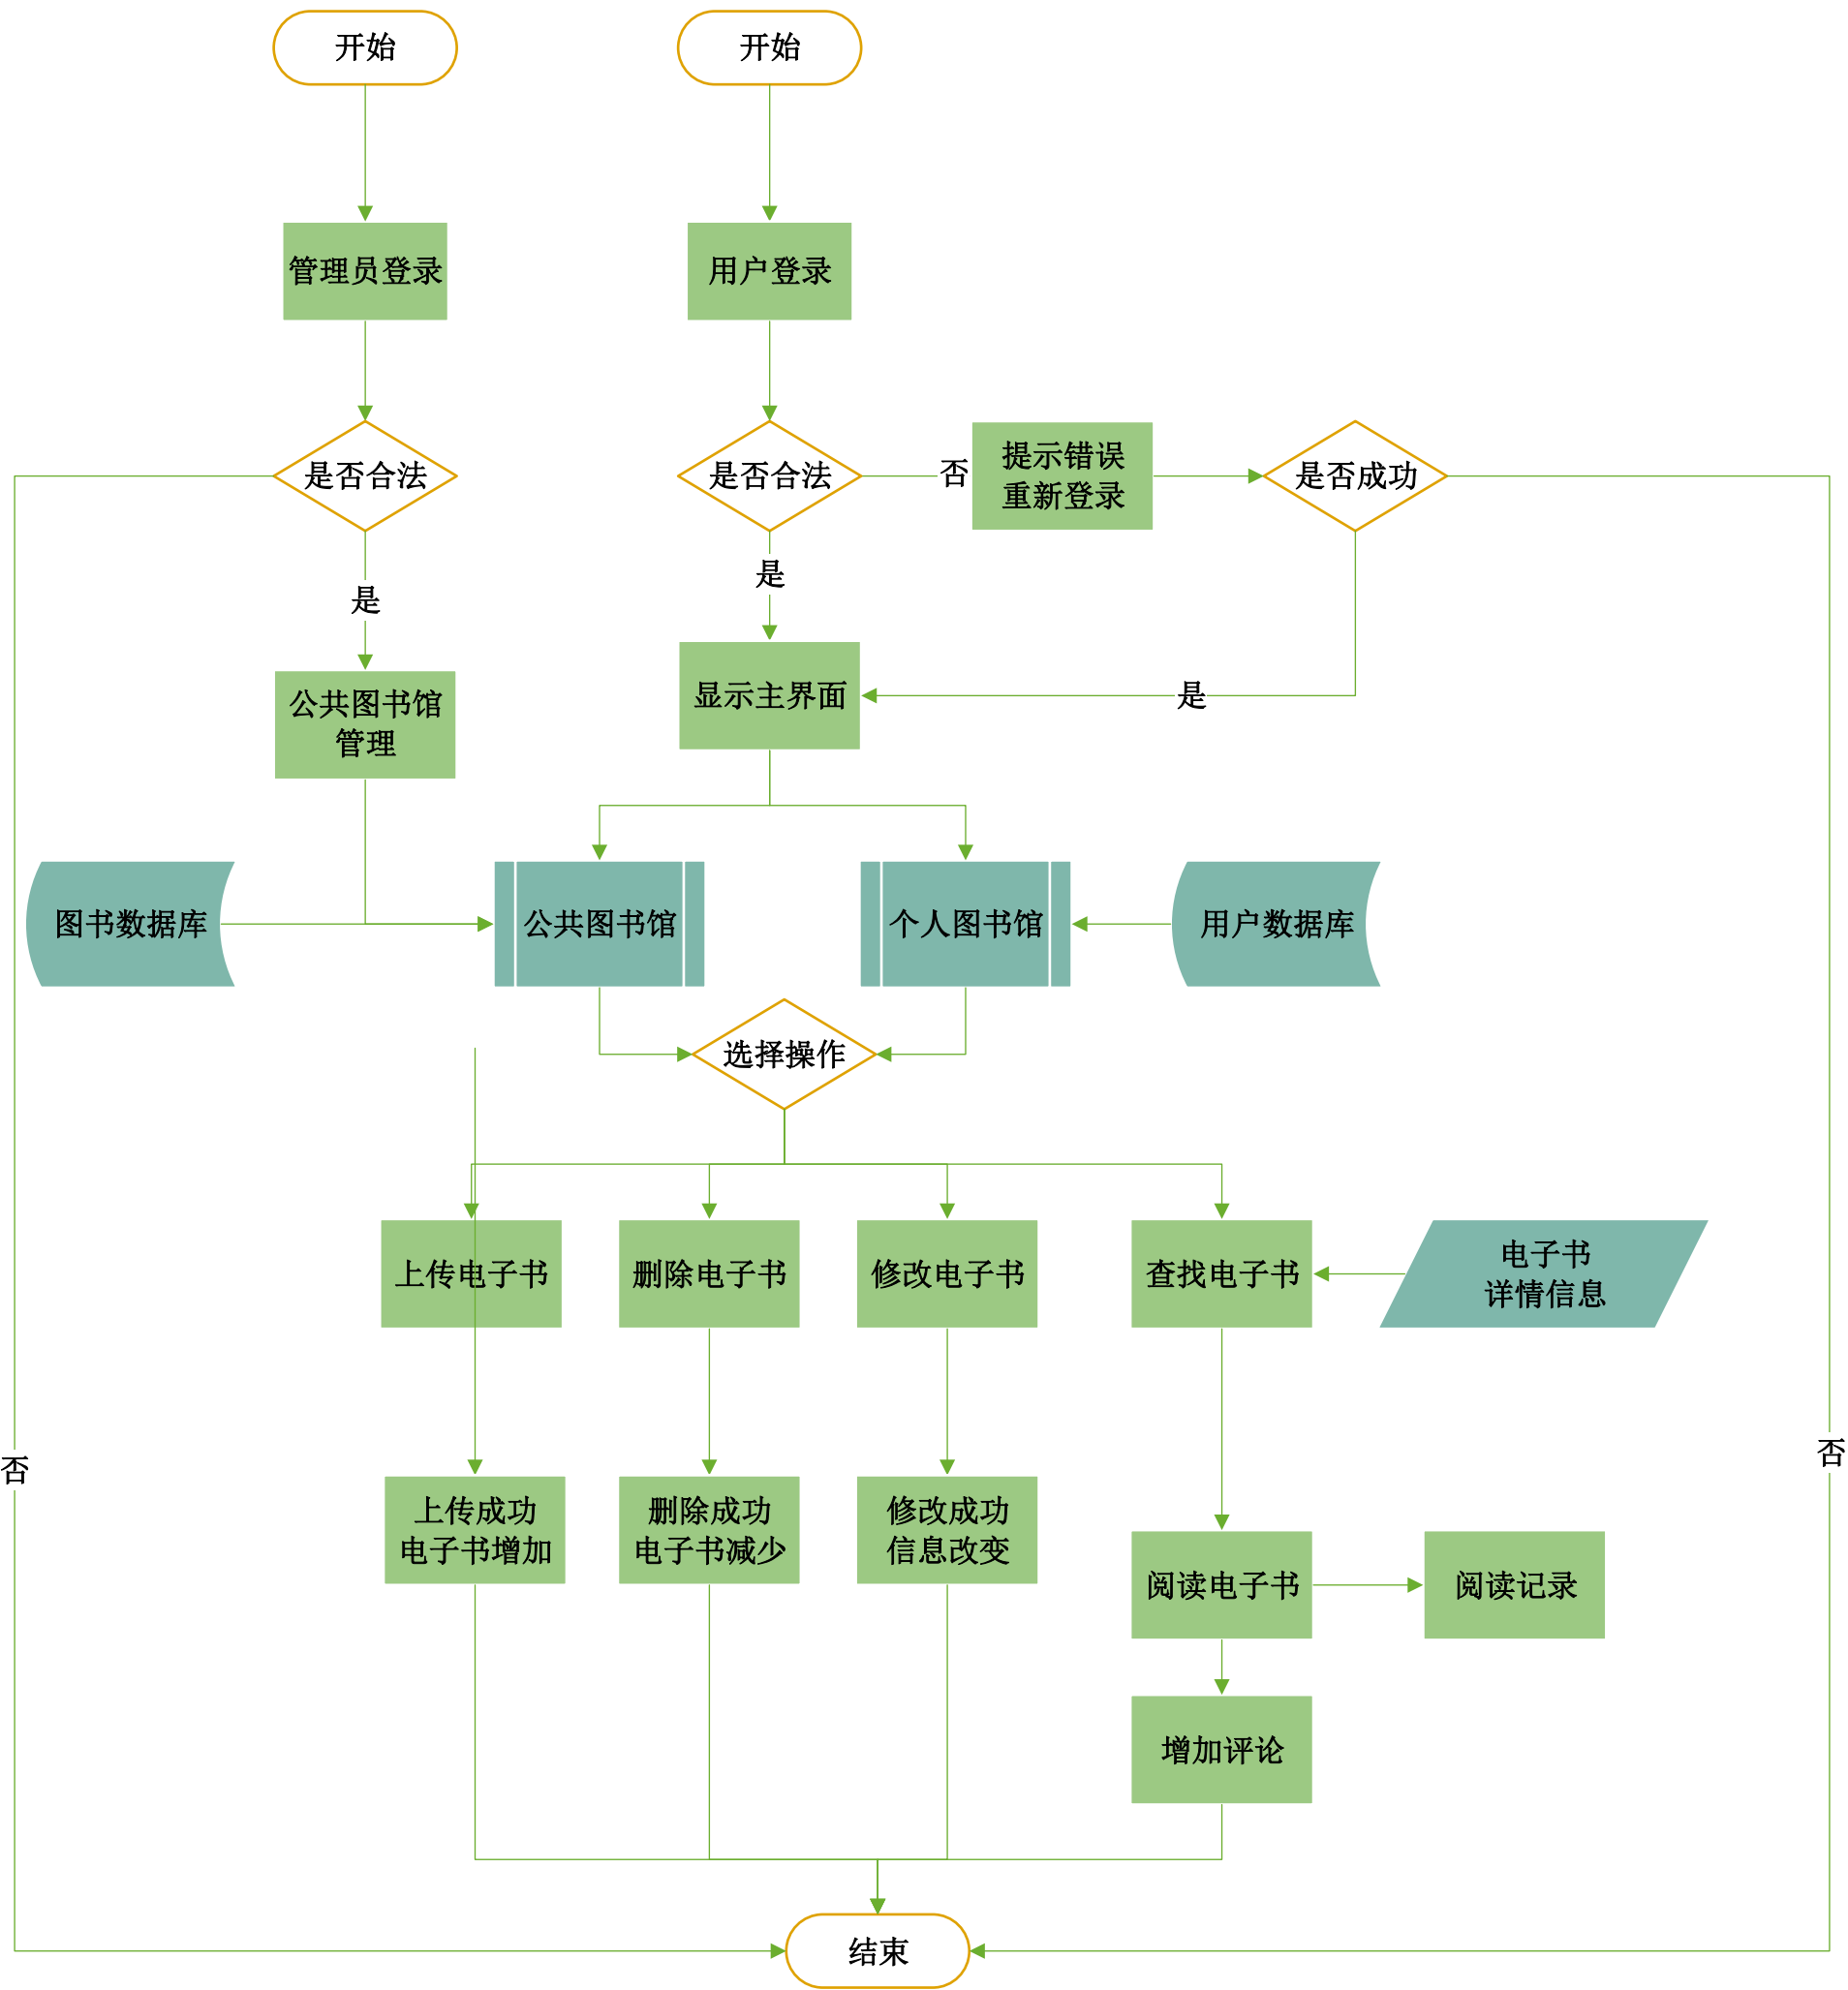 开始
开始
管理员登录
用户登录
是否合法
是否合法
否
提示错误
重新登录
是否成功
是
是
显示主界面
是
公共图书馆
管理
图书数据库
公共图书馆
个人图书馆
用户数据库
选择操作
上传电子书
删除电子书
修改电子书
查找电子书
电子书
详情信息
否
否
上传成功
电子书增加
删除成功
电子书减少
修改成功
信息改变
阅读电子书
阅读记录
增加评论
结束